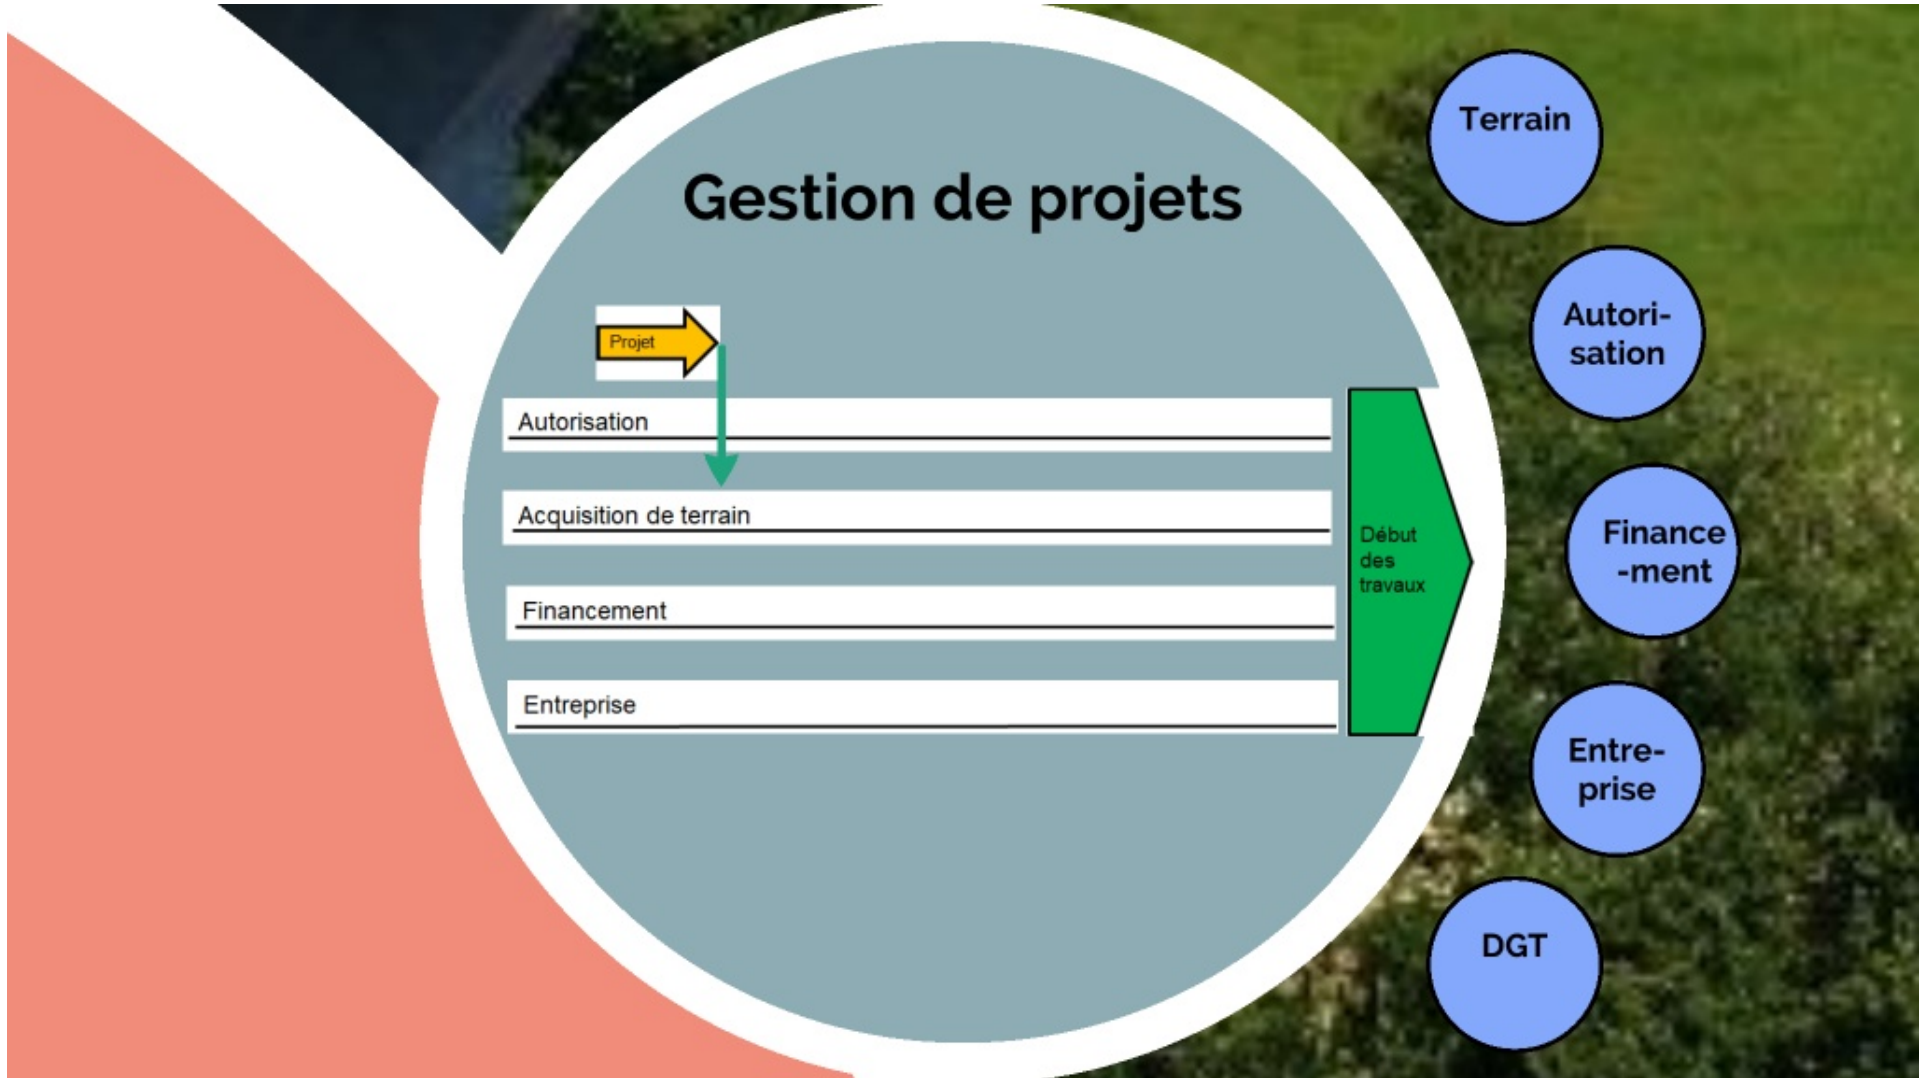 Gestion de projets
Projet
Autorisation
Acquisition de terrain
Financement
Entreprise
Début
des
travaux
Terrain
Autori-
sation
Finance
-ment
Entre-
prise
DGT